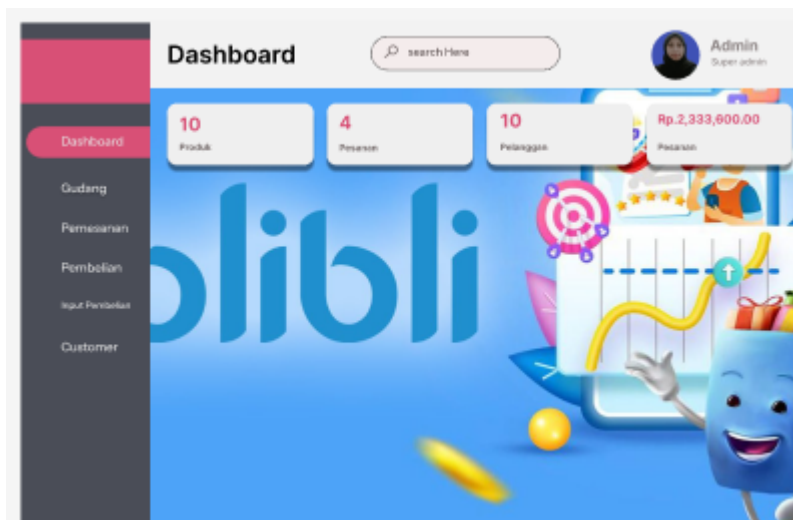 Dashboard
search Here
Admin
Super admin
Dashboard
Gudang
Pemesanan
Pembelian
Input Pembelian
Customer
10
Produk
4
Pesanan
10
Pelanggan
Rp.2,333,600.00
Pesanan
blibli